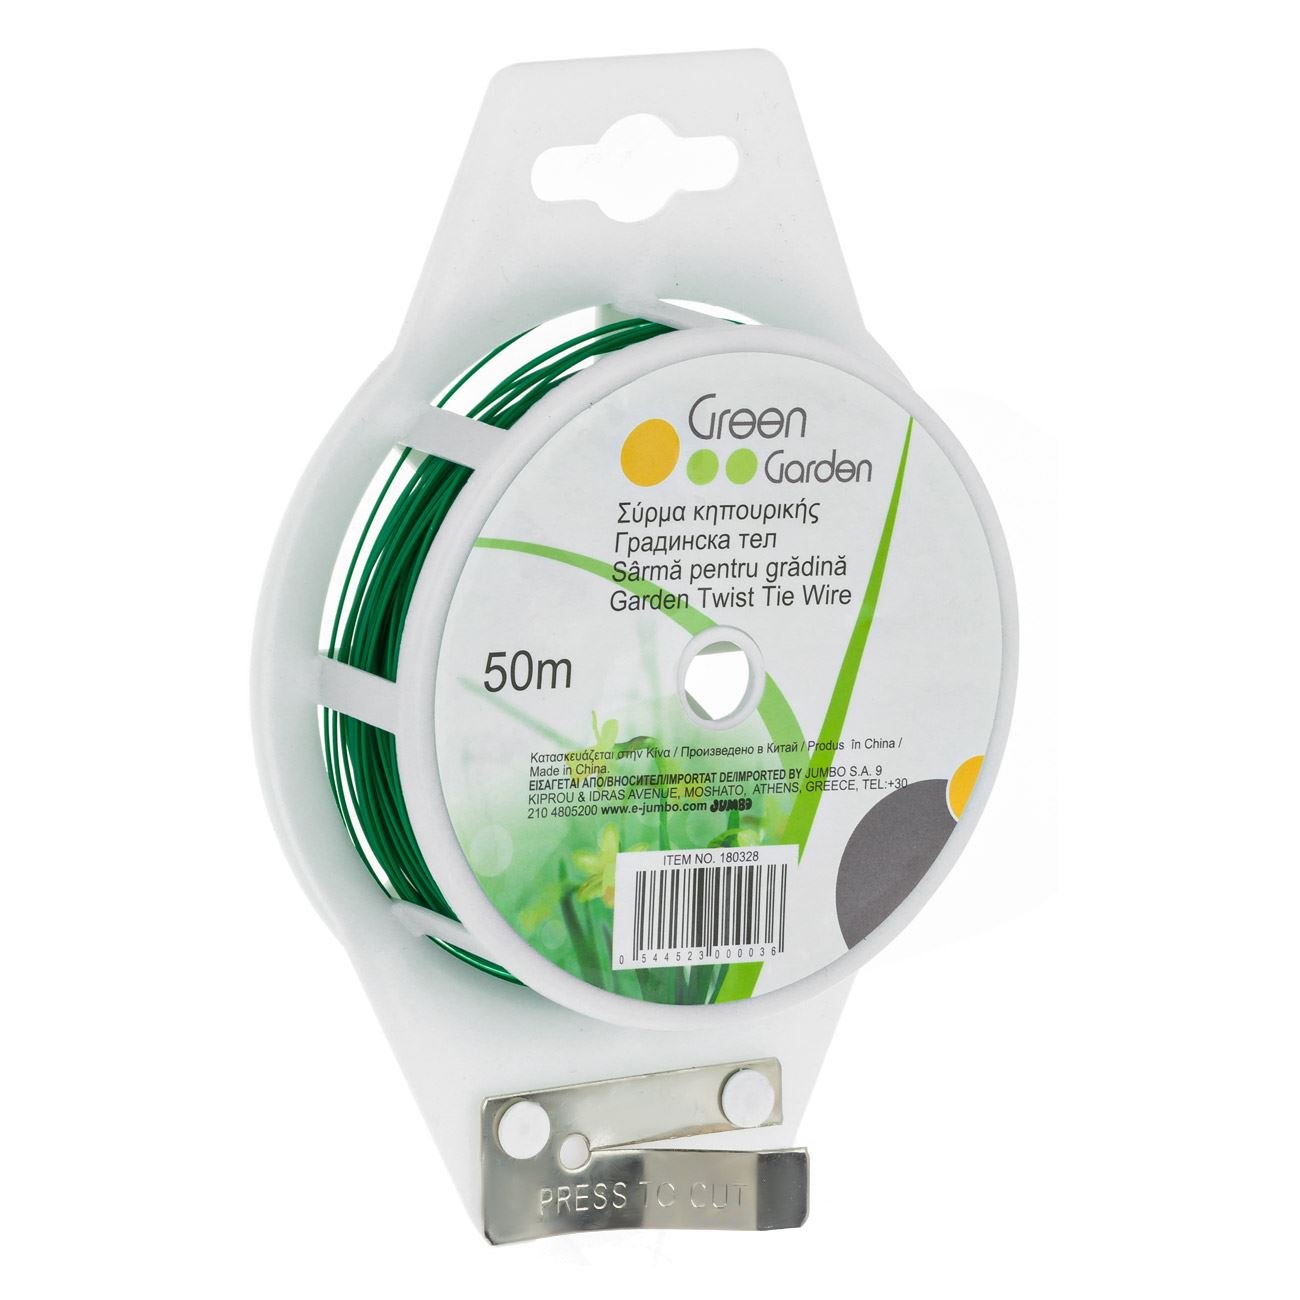 Green
Garden
Σύρμα κηπουρικής
Градинска тел
Sârmă pentru grădină
Garden Twist Tie Wire
50m
Κατασκευάζεται στην Κίνα / Произведено в Китай / Produs în China /
Made in China.
ΕΙΣΑΓΕΤΑΙ ΑΠΟ/ВНОСИТЕЛ/IMPORTAT DE/IMPORTED BY JUMBO S.A. 9
KIPROU & IDRAS AVENUE, MOSHATO, ATHENS, GREECE, TEL:+30
210 4805200 www.e-jumbo.com JUMBO
ITEM NO. 180328
0 544523 000036
PRESS TO CUT